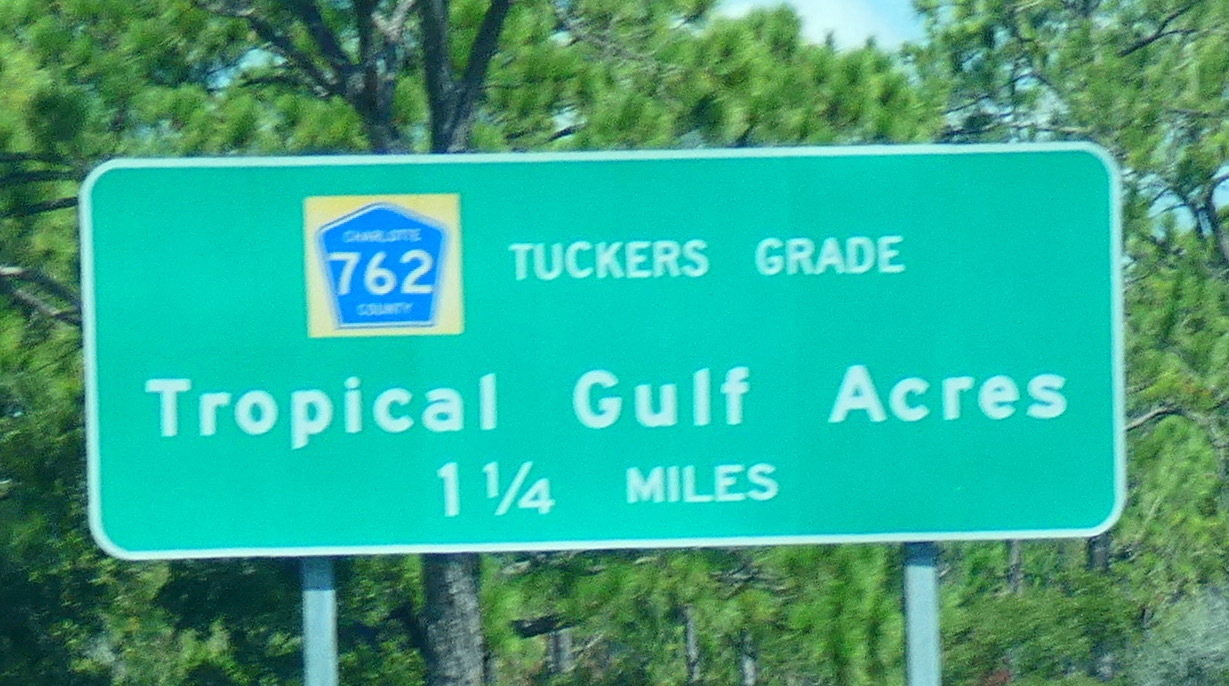 CHARLOTTE
762
COUNTY
TUCKERS GRADE
Tropical Gulf Acres
1 1/4 MILES